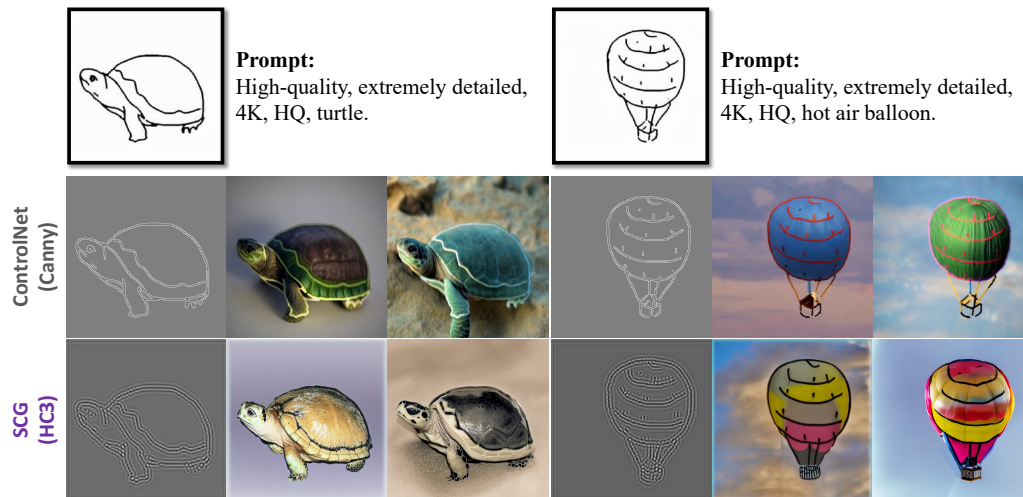 Prompt:
High-quality, extremely detailed,
4K, HQ, turtle.
Prompt:
High-quality, extremely detailed,
4K, HQ, hot air balloon.
ControlNet
(Canny)
SCG
(HC3)